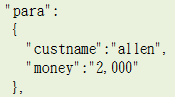 "para":
{
"custname":"allen",
"money":"2,000"
},